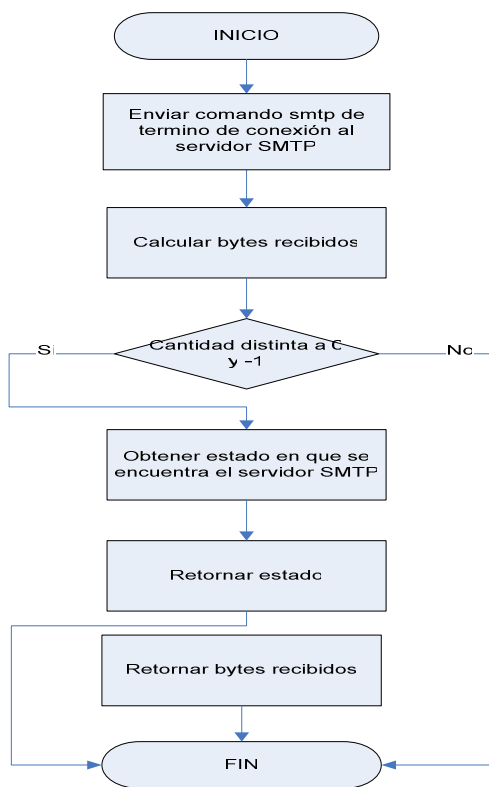 INICIO
Enviar comando smtp de
termino de conexión al
servidor SMTP
Calcular bytes recibidos
Si
Cantidad distinta a 0
y -1
No
Obtener estado en que se
encuentra el servidor SMTP
Retornar estado
Retornar bytes recibidos
FIN